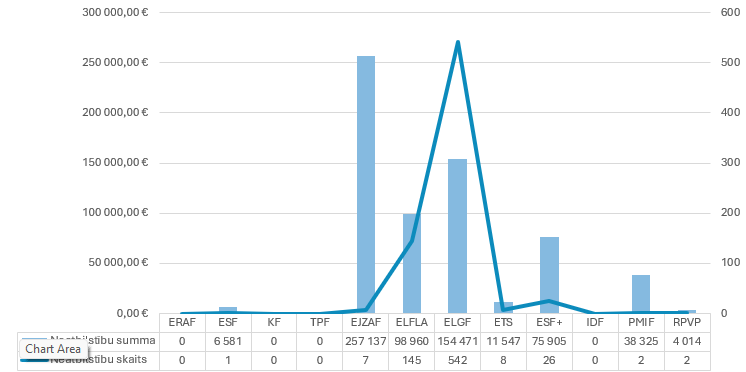 300 000,00 € 600
250 000,00 € 500
200 000,00 € 400
150 000,00 € 300
100 000,00 € 200
50 000,00 € 100
0,00 € 0
ERAF ESF KF TPF EJZAF ELFLA ELGF ETS ESF+ IDF PMIF RPVP
summa 0 6 581 0 0 257 137 98 960 154 471 11 547 75 905 0 38 325 4 014
Chart Area
skaits 0 1 0 0 7 145 542 8 26 0 2 2